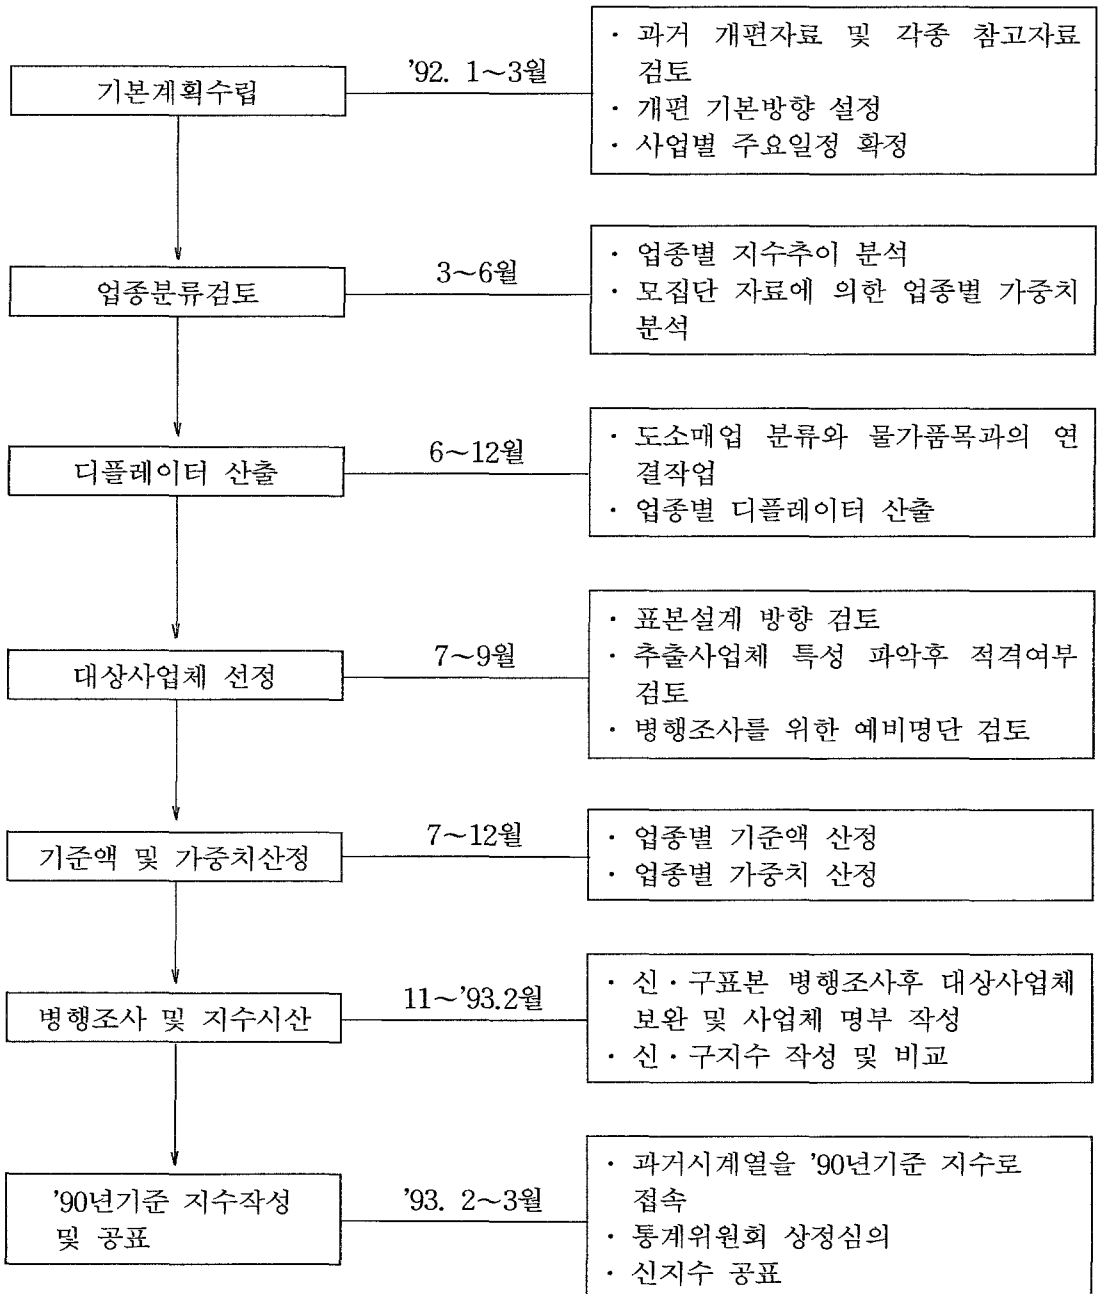 기본계획수립
'92. 1～3월
· 과거 개편자료 및 각종 참고자료
검토
· 개편 기본방향 설정
· 사업별 주요일정 확정
업종분류검토
3～6월
· 업종별 지수추이 분석
· 모집단 자료에 의한 업종별 가중치
분석
디플레이터 산출
6～12월
· 도소매업 분류와 물가품목과의 연
결작업
· 업종별 디플레이터 산출
대상사업체 선정
7～9월
· 표본설계 방향 검토
· 추출사업체 특성 파악후 적격여부
검토
· 병행조사를 위한 예비명단 검토
기준액 및 가중치산정
7～12월
· 업종별 기준액 산정
· 업종별 가중치 산정
병행조사 및 지수시산
11～'93.2월
· 신·구표본 병행조사후 대상사업체
보완 및 사업체 명부 작성
· 신·구지수 작성 및 비교
'90년기준 지수작성
및 공표
'93. 2～3월
· 과거시계열을 '90년기준 지수로
접속
· 통계위원회 상정심의
· 신지수 공표